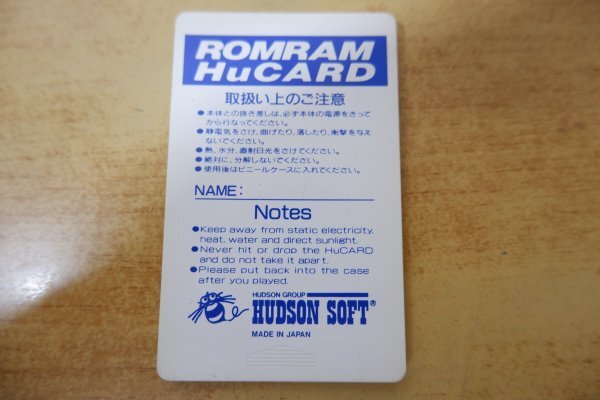 ROMRAM
HuCARD
取扱い上のご注意
●本体との抜き差しは、必ず本体の電源をきって
から行なってください。
●静電気をさけ、曲げたり、落したり、衝撃を与え
ないでください。
●熱、水分、直射日光をさけてください。
●絶対に、分解しないでください。
●使用後はビニールケースに入れてください。
NAME:
Notes
●Keep away from static electricity,
heat, water and direct sunlight.
●Never hit or drop the HuCARD
and do not take it apart.
●Please put back into the case
after you played.
HUDSON GROUP
HUDSON SOFT®
MADE IN JAPAN